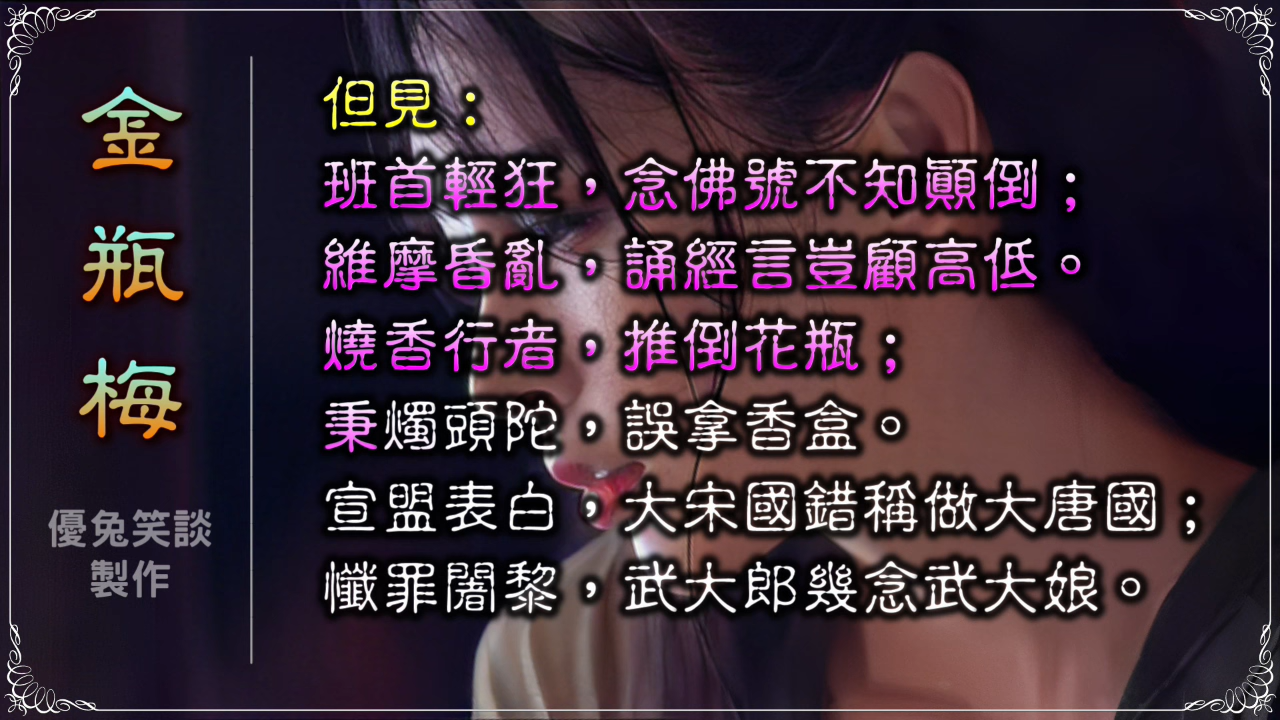 金瓶梅
優兔笑談
製作
但見：
班首輕狂，念佛號不知顚倒；
維摩昏亂，誦經言豈顧高低。
燒香行者，推倒花瓶；
秉燭頭陀，誤拿香盒。
宣盟表白，大宋國錯稱做大唐國；
懺罪闍黎，武大郎幾念武大娘。